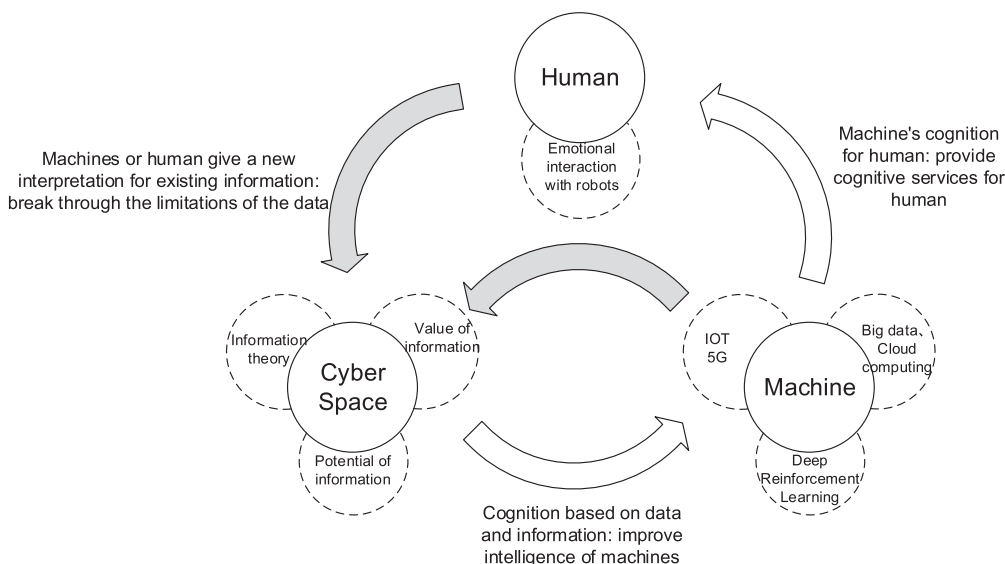 Human
Emotional
interaction
with robots
Machines or human give a new
interpretation for existing information:
break through the limitations of the data
Machine's cognition
for human: provide
cognitive services for
human
Information
theory
Value of
information
Cyber
Space
Potential of
information
IOT
5G
Big data、
Cloud
computing
Machine
Deep
Reinforcement
Learning
Cognition based on data
and information: improve
intelligence of machines